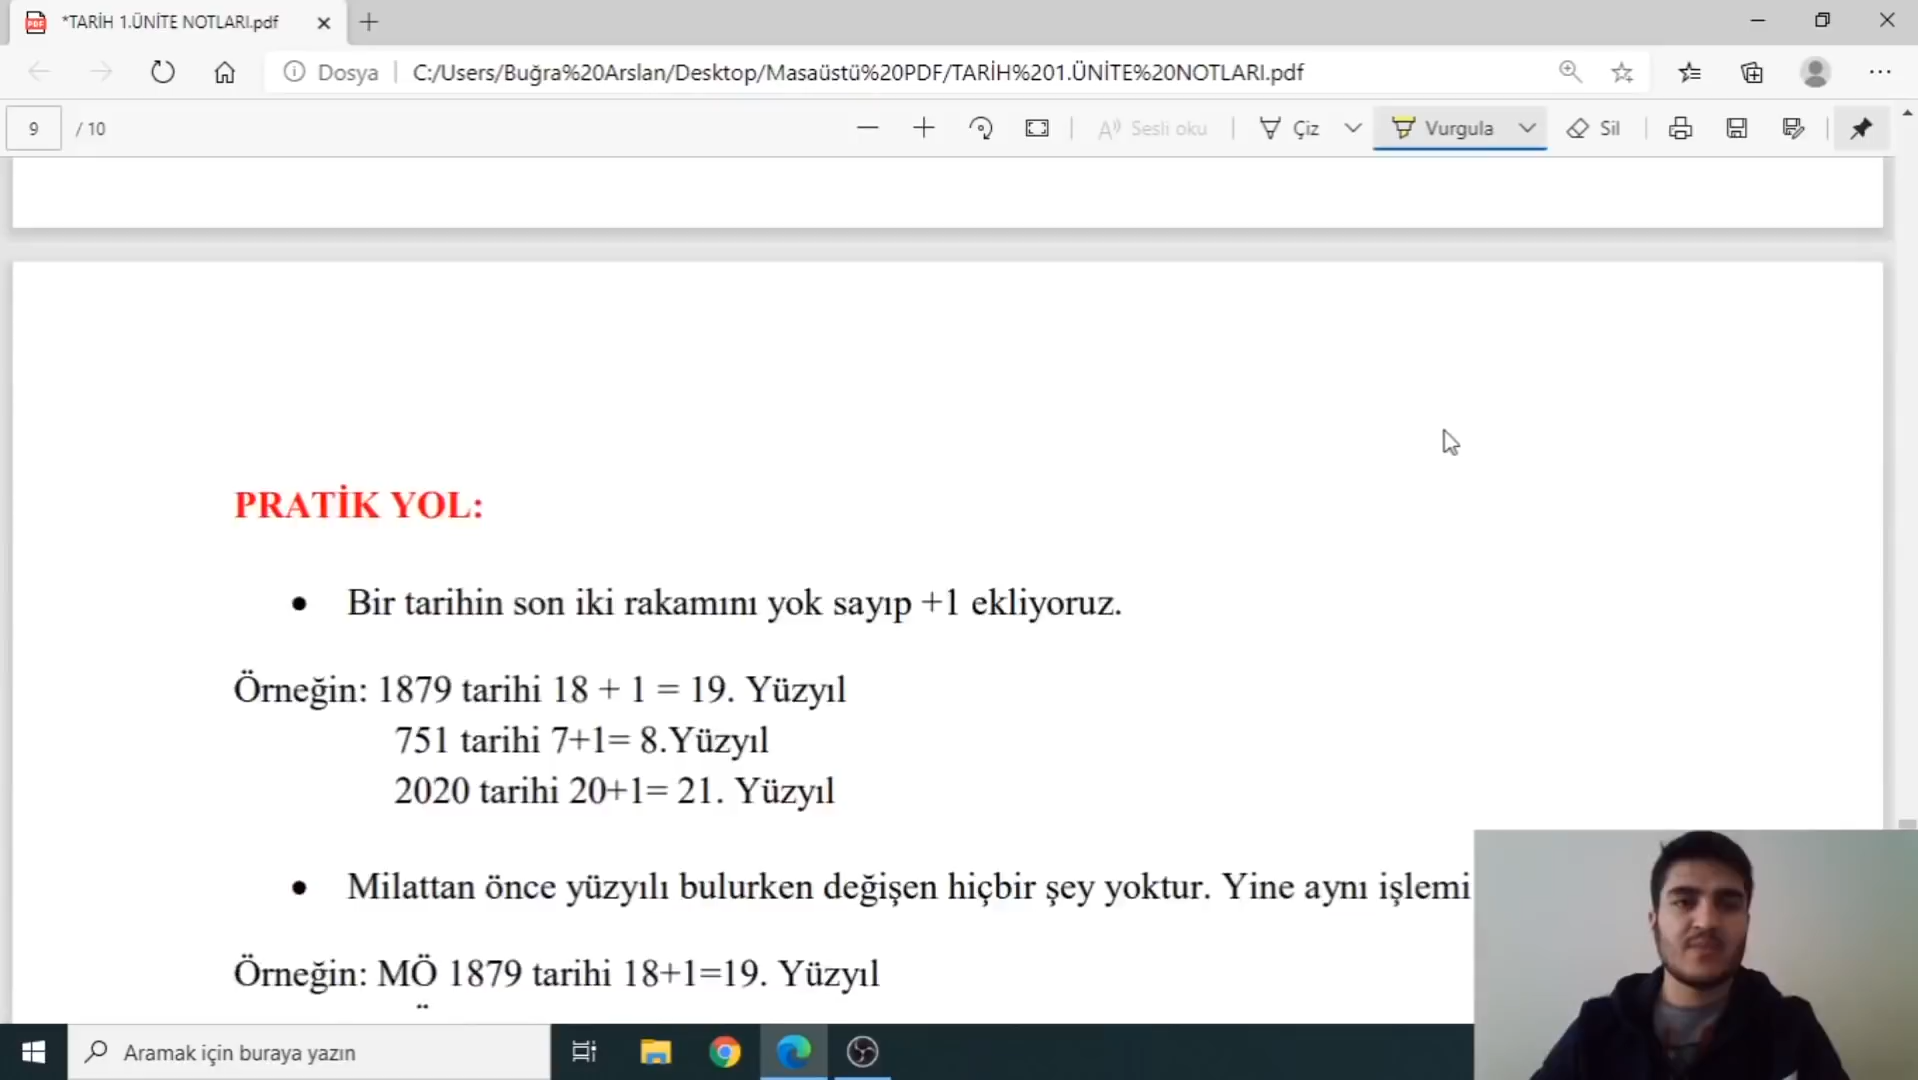 *TARİH 1.ÜNİTE NOTLARI.pdf
Dosya
C:/Users/Buğra%20Arslan/Desktop/Masaüstü%20PDF/TARİH%201.ÜNİTE%20NOTLARI.pdf
9 / 10
Sesli oku
Çiz
Vurgula
Sil
PRATİK YOL:
• Bir tarihin son iki rakamını yok sayıp +1 ekliyoruz.
Örneğin: 1879 tarihi 18 + 1 = 19. Yüzyıl
751 tarihi 7+1= 8.Yüzyıl
2020 tarihi 20+1= 21. Yüzyıl
• Milattan önce yüzyılı bulurken değişen hiçbir şey yoktur. Yine aynı işlemi
Örneğin: MÖ 1879 tarihi 18+1=19. Yüzyıl
Aramak için buraya yazın